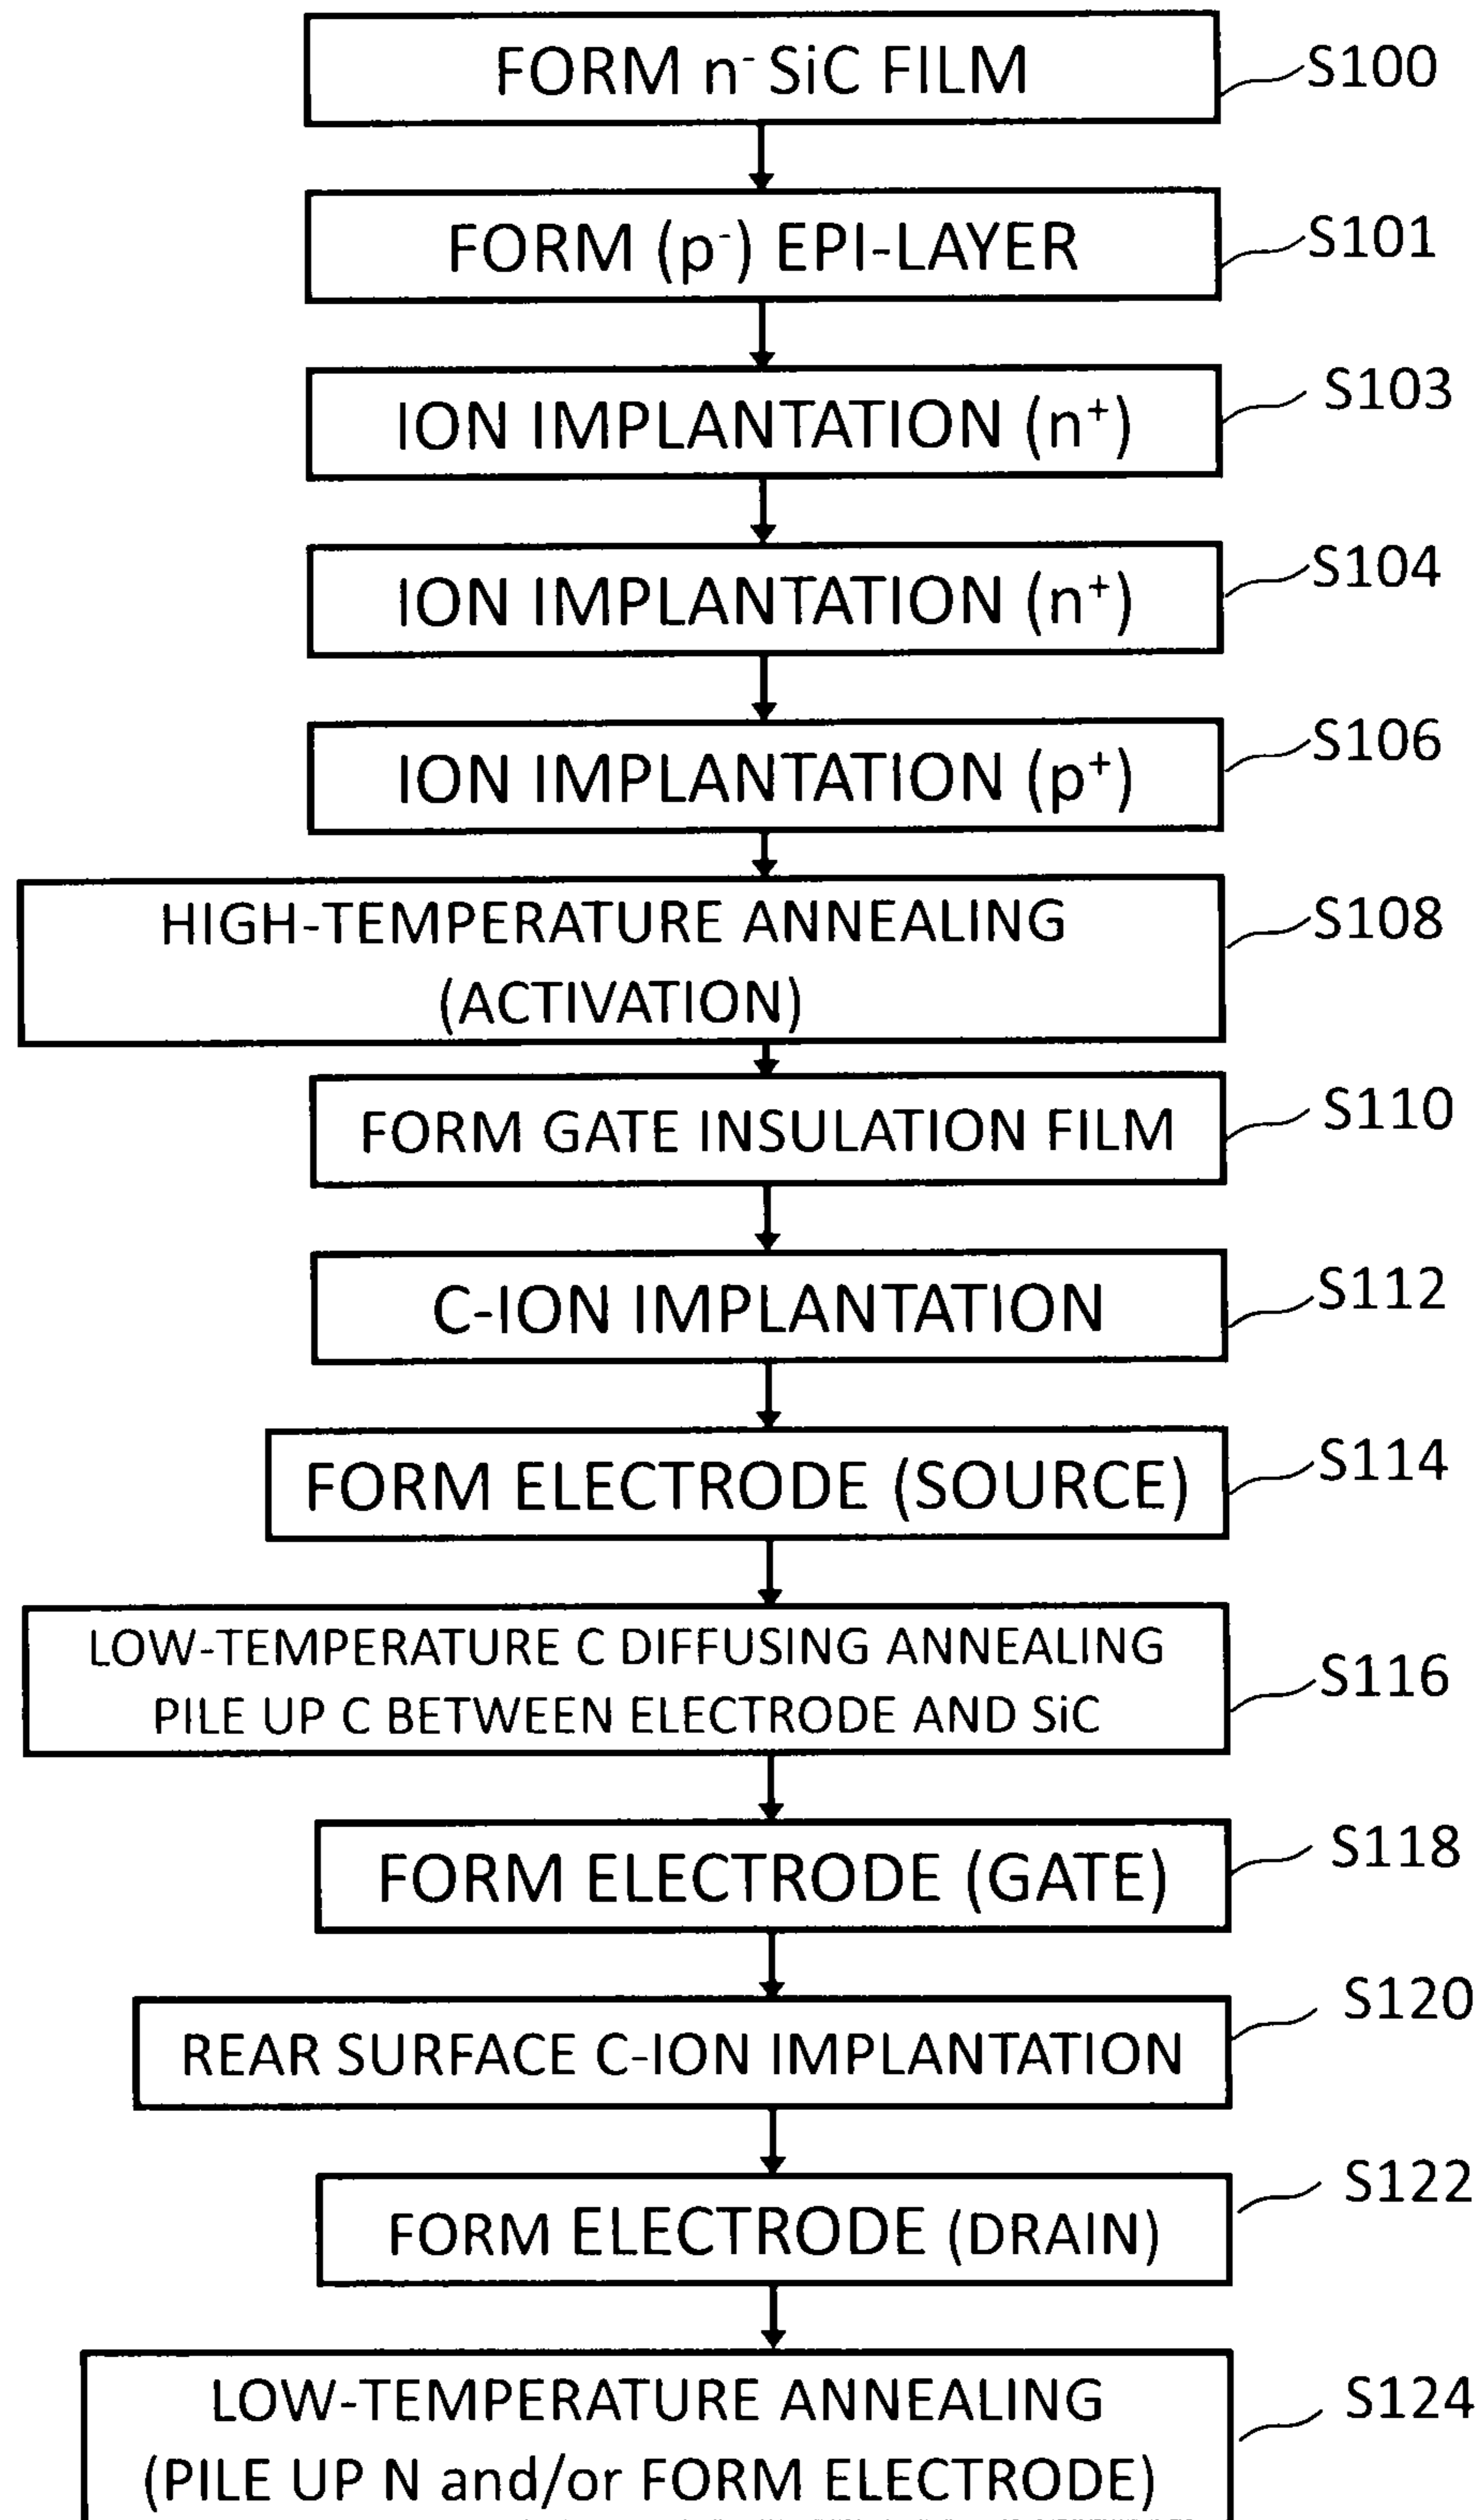 FORM n⁻ SiC FILM
S100
FORM (p⁻) EPI-LAYER
S101
ION IMPLANTATION (n⁺)
S103
ION IMPLANTATION (n⁺)
S104
ION IMPLANTATION (p⁺)
S106
HIGH-TEMPERATURE ANNEALING
(ACTIVATION)
S108
FORM GATE INSULATION FILM
S110
C-ION IMPLANTATION
S112
FORM ELECTRODE (SOURCE)
S114
LOW-TEMPERATURE C DIFFUSING ANNEALING
PILE UP C BETWEEN ELECTRODE AND SiC
S116
FORM ELECTRODE (GATE)
S118
REAR SURFACE C-ION IMPLANTATION
S120
FORM ELECTRODE (DRAIN)
S122
LOW-TEMPERATURE ANNEALING
(PILE UP N and/or FORM ELECTRODE)
S124